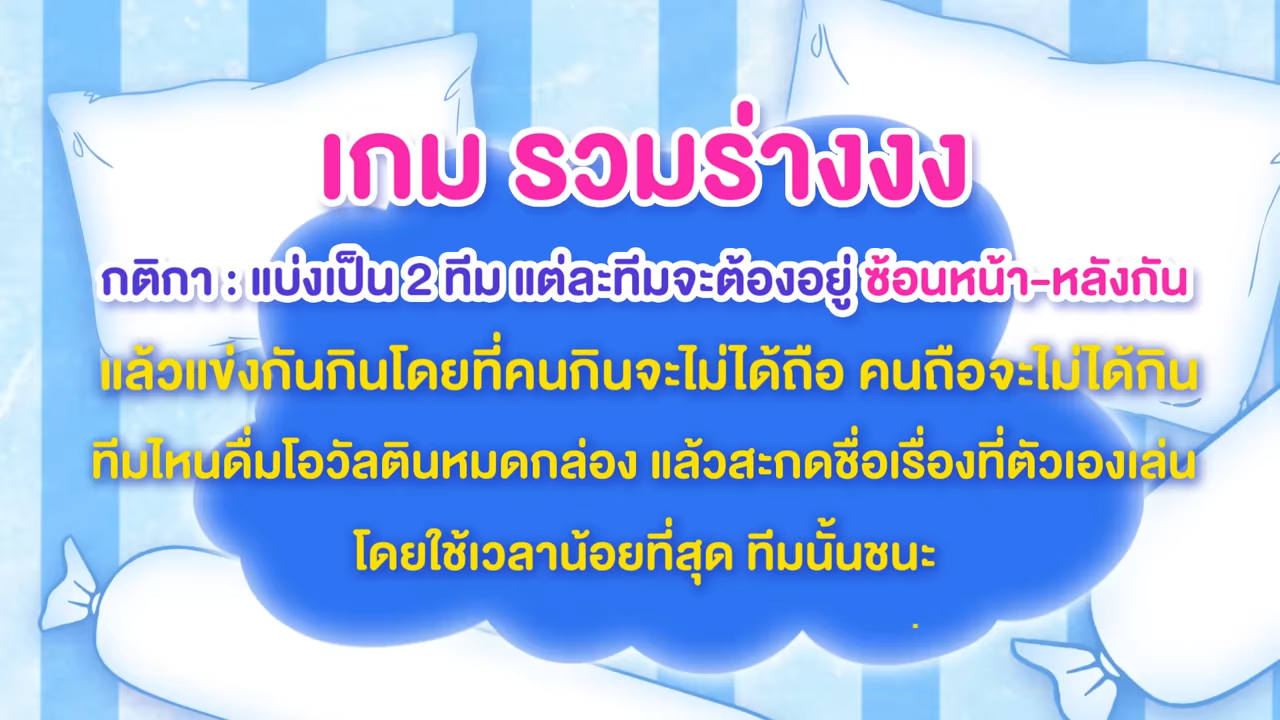 เกม รวมร่างงง
กติกา : แบ่งเป็น 2 ทีม แต่ละทีมจะต้องอยู่ ซ้อนหน้า-หลังกัน
แล้วแข่งกันกินโดยที่คนกินจะไม่ได้ถือ คนถือจะไม่ได้กิน
ทีมไหนดื่มโอวัลตินหมดกล่อง แล้วสะกดชื่อเรื่องที่ตัวเองเล่น
โดยใช้เวลาน้อยที่สุด ทีมนั้นชนะ